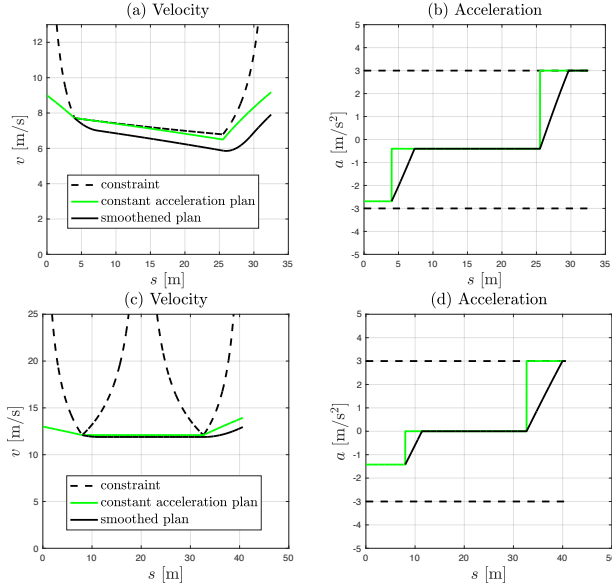 (a) Velocity
12
10
8
6
4
2
0
v [m/s]
constraint
constant acceleration plan
smoothened plan
0 5 10 15 20 25 30 35
s [m]
(b) Acceleration
5
4
3
2
1
0
-1
-2
-3
-4
-5
a [m/s²]
0 5 10 15 20 25 30 35
s [m]
(c) Velocity
25
20
15
10
5
0
v [m/s]
constraint
constant acceleration plan
smoothed plan
0 10 20 30 40 50
s [m]
(d) Acceleration
5
4
3
2
1
0
-1
-2
-3
-4
-5
a [m/s²]
0 10 20 30 40 50
s [m]